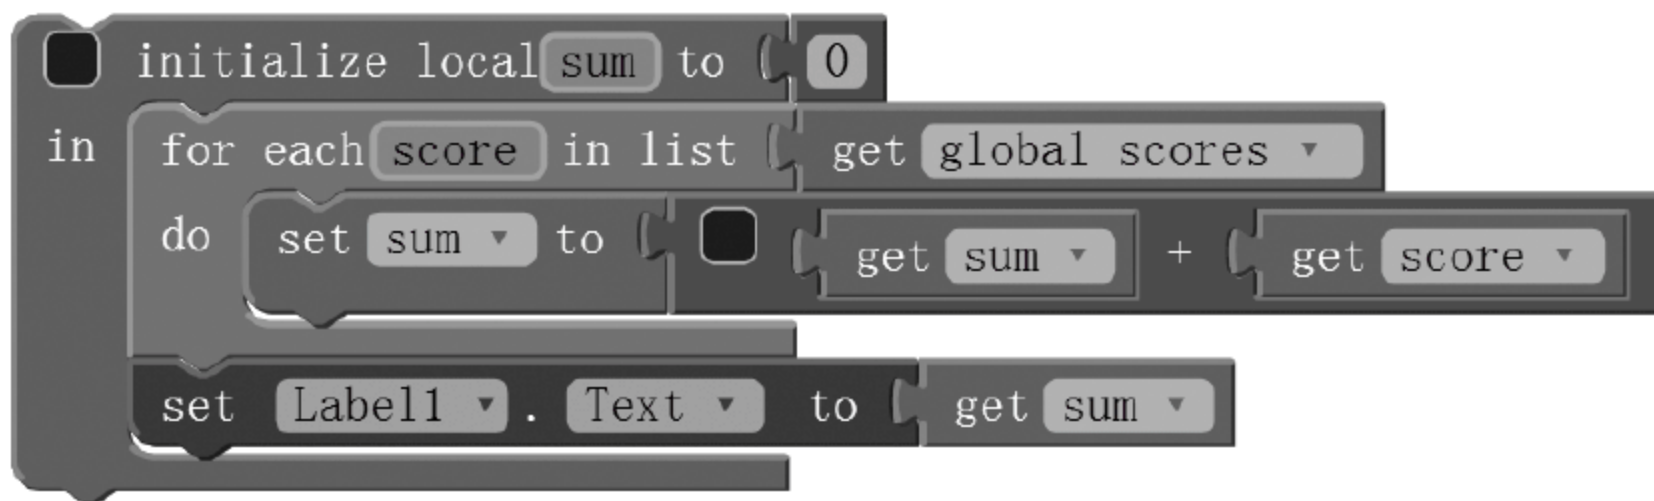 initialize local sum to 0
in for each score in list get global scores
do set sum to get sum + get score
set Label1 . Text to get sum